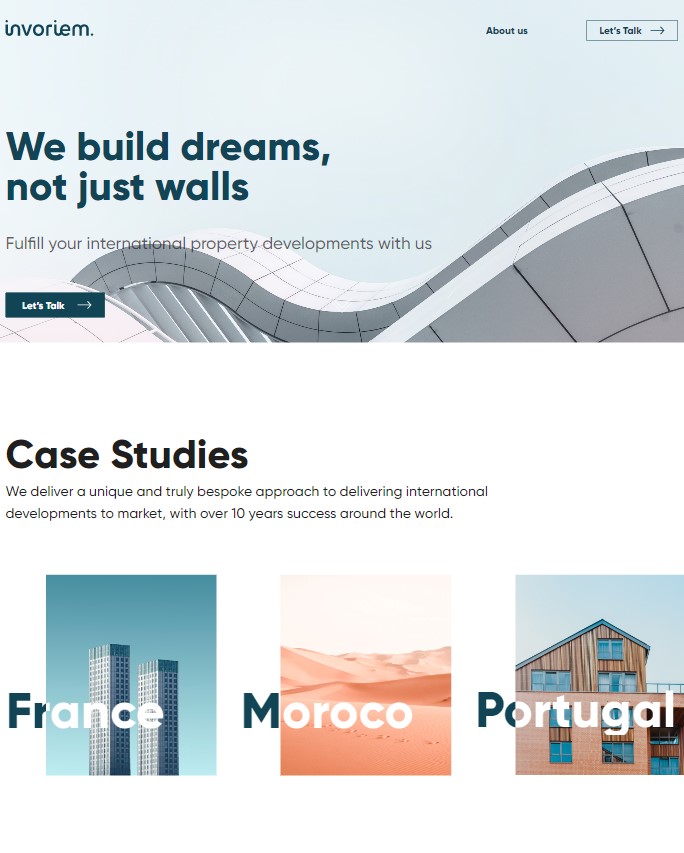 invoriem.
About us
Let's Talk
We build dreams,
not just walls
Fulfill your international property developments with us
Let's Talk
Case Studies
We deliver a unique and truly bespoke approach to delivering international
developments to market, with over 10 years success around the world.
France
Moroco
Portugal